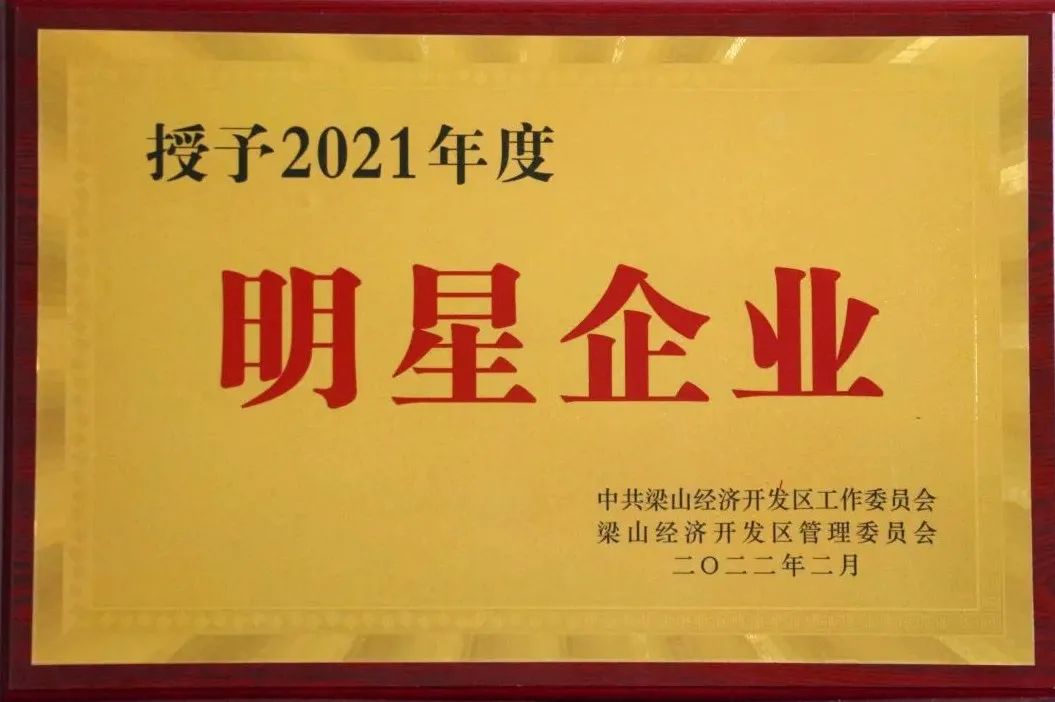 授予2021年度
明星企业
中共梁山经济开发区工作委员会
梁山经济开发区管理委员会
二〇二二年二月